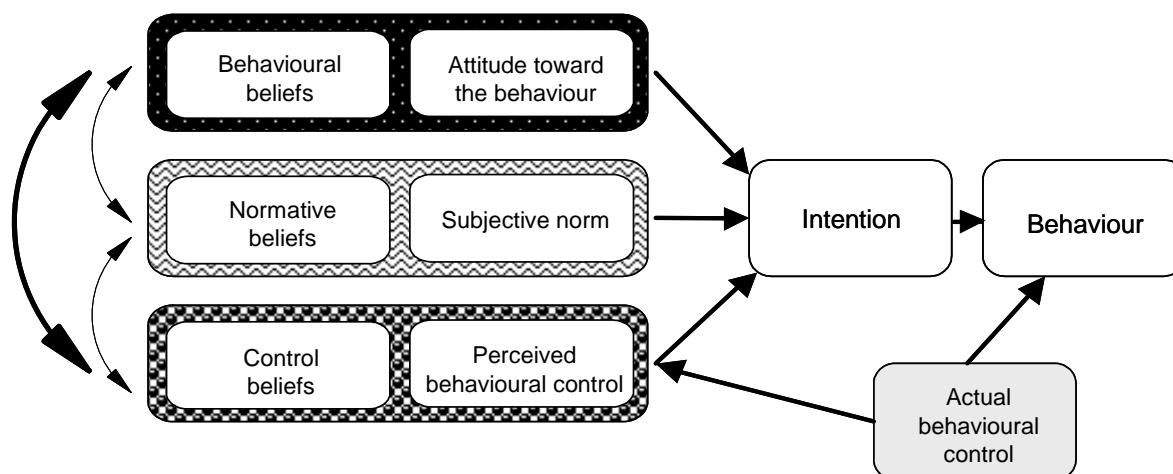 Behavioural
beliefs
Attitude toward
the behaviour
Normative
beliefs
Subjective norm
Control
beliefs
Perceived
behavioural control
Intention
Behaviour
Actual
behavioural
control